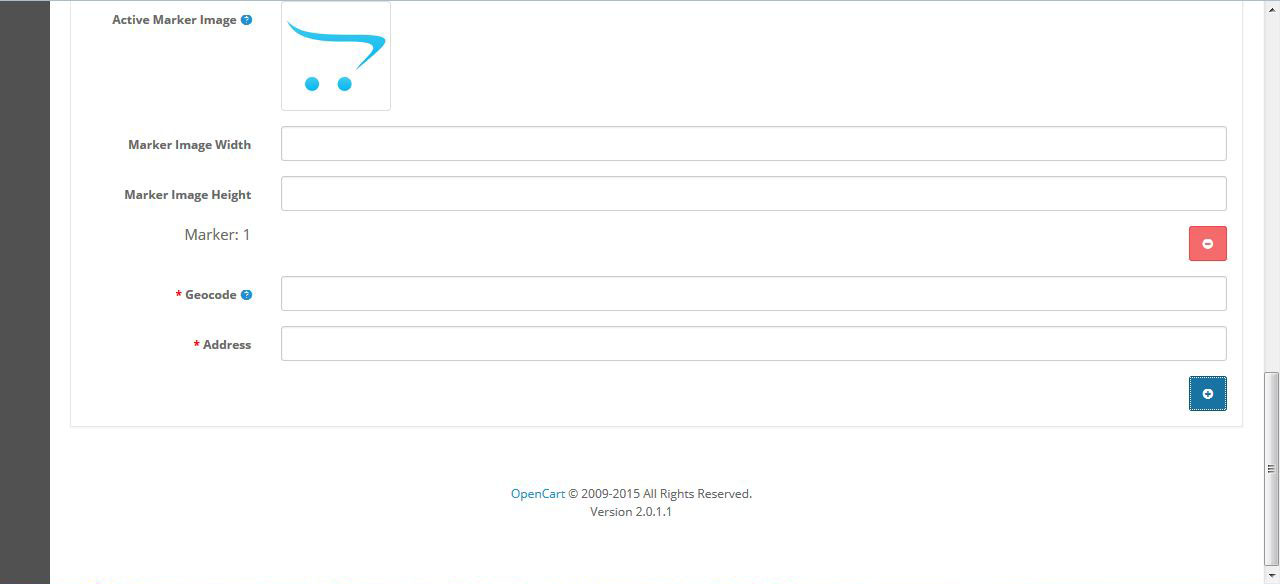 Active Marker Image
Marker Image Width
Marker Image Height
Marker: 1
* Geocode
* Address
OpenCart © 2009-2015 All Rights Reserved.
Version 2.0.1.1